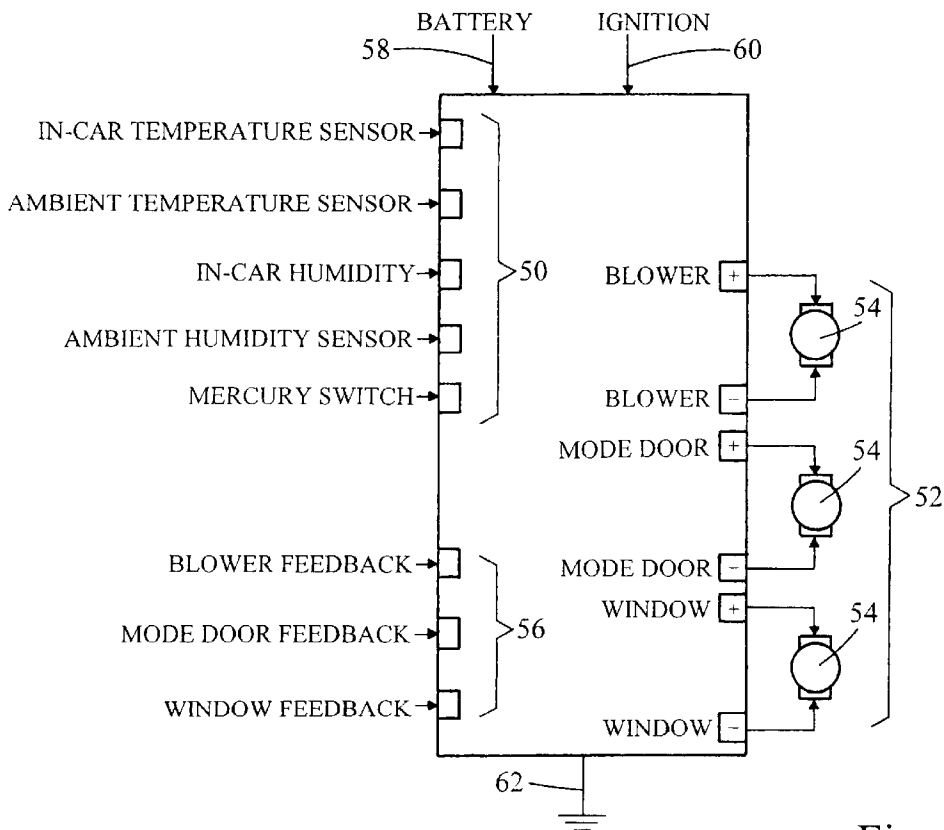 BATTERY
IGNITION
58
60
IN-CAR TEMPERATURE SENSOR
AMBIENT TEMPERATURE SENSOR
IN-CAR HUMIDITY
AMBIENT HUMIDITY SENSOR
MERCURY SWITCH
50
BLOWER +
BLOWER −
54
MODE DOOR +
MODE DOOR −
54
52
BLOWER FEEDBACK
MODE DOOR FEEDBACK
WINDOW FEEDBACK
56
WINDOW +
WINDOW −
54
62